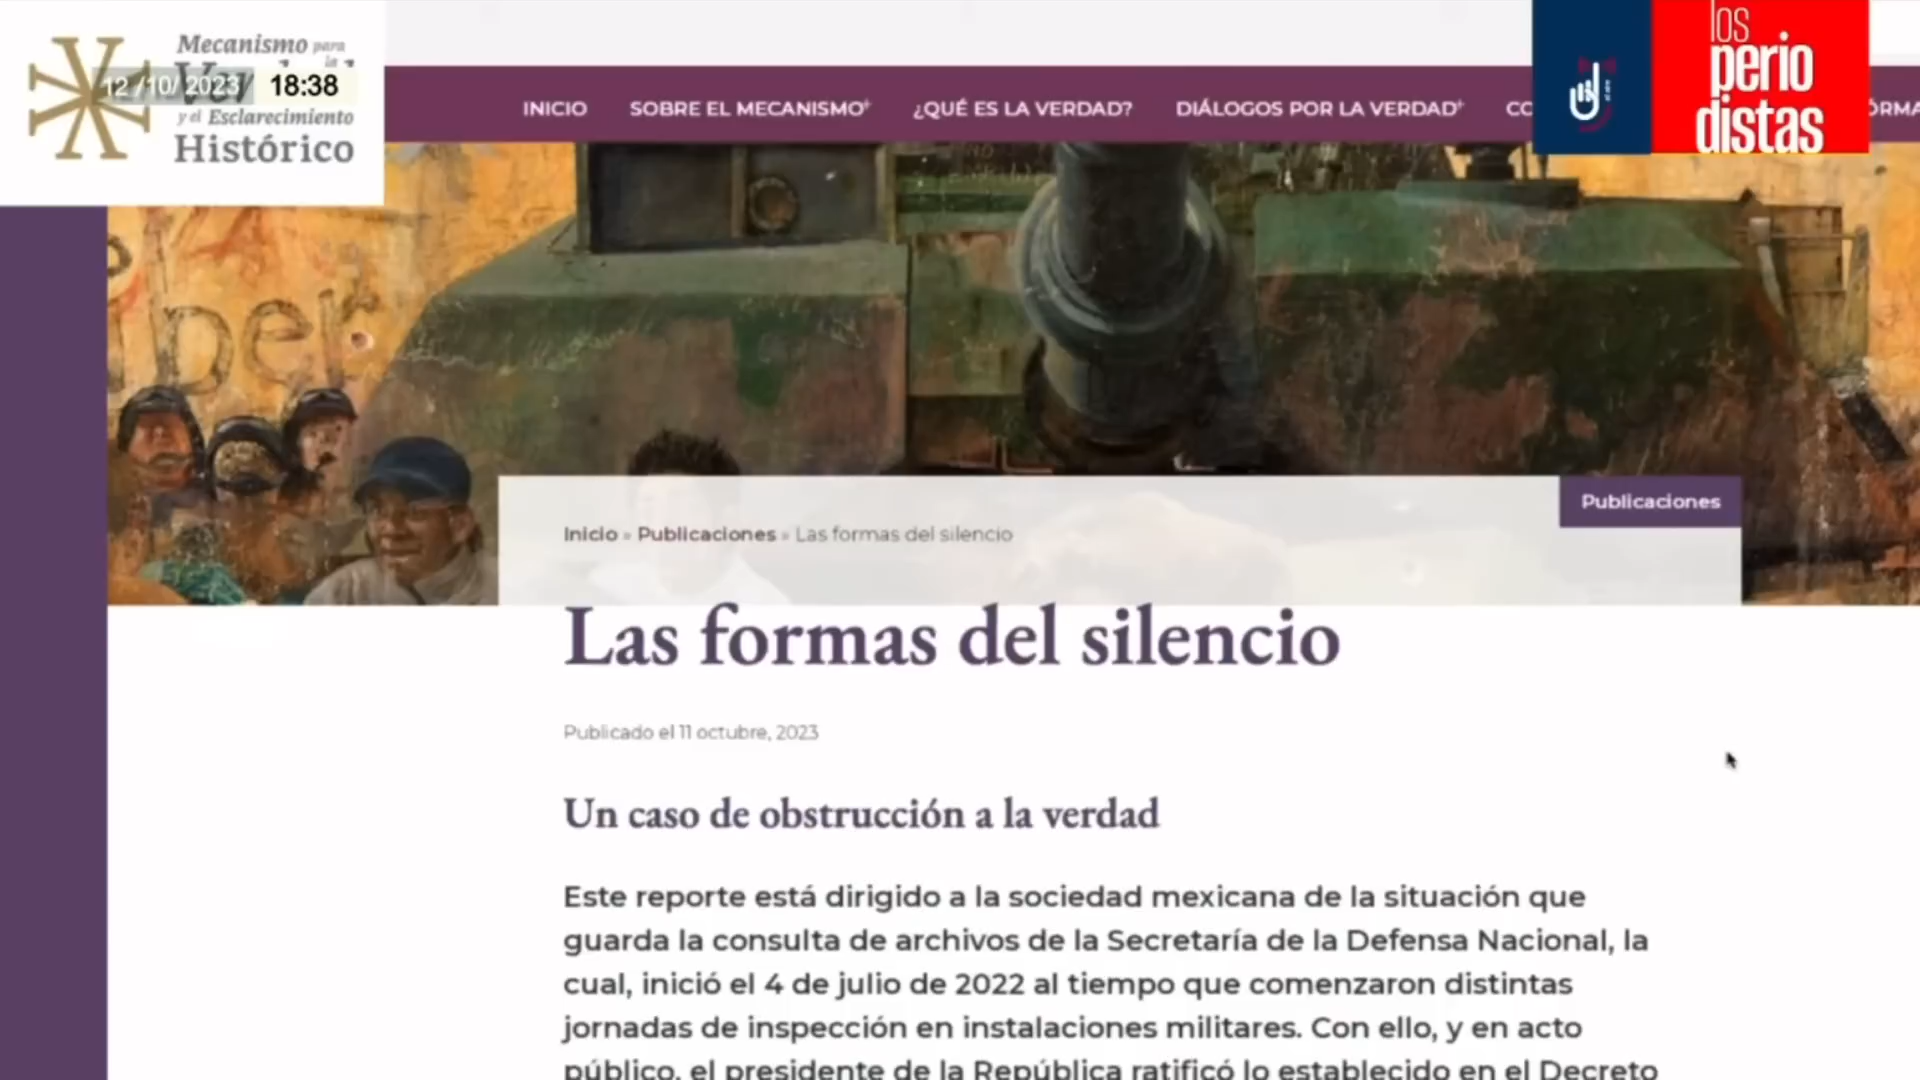 Mecanismo para
la
12 /10/ 2023 18:38
y el Esclarecimiento
Histórico
INICIO SOBRE EL MECANISMO+ ¿QUÉ ES LA VERDAD? DIÁLOGOS POR LA VERDAD+ CO
los
perio
distas
Publicaciones
Inicio » Publicaciones » Las formas del silencio
Las formas del silencio
Publicado el 11 octubre, 2023
Un caso de obstrucción a la verdad
Este reporte está dirigido a la sociedad mexicana de la situación que
guarda la consulta de archivos de la Secretaría de la Defensa Nacional, la
cual, inició el 4 de julio de 2022 al tiempo que comenzaron distintas
jornadas de inspección en instalaciones militares. Con ello, y en acto
público, el presidente de la República ratificó lo establecido en el Decreto